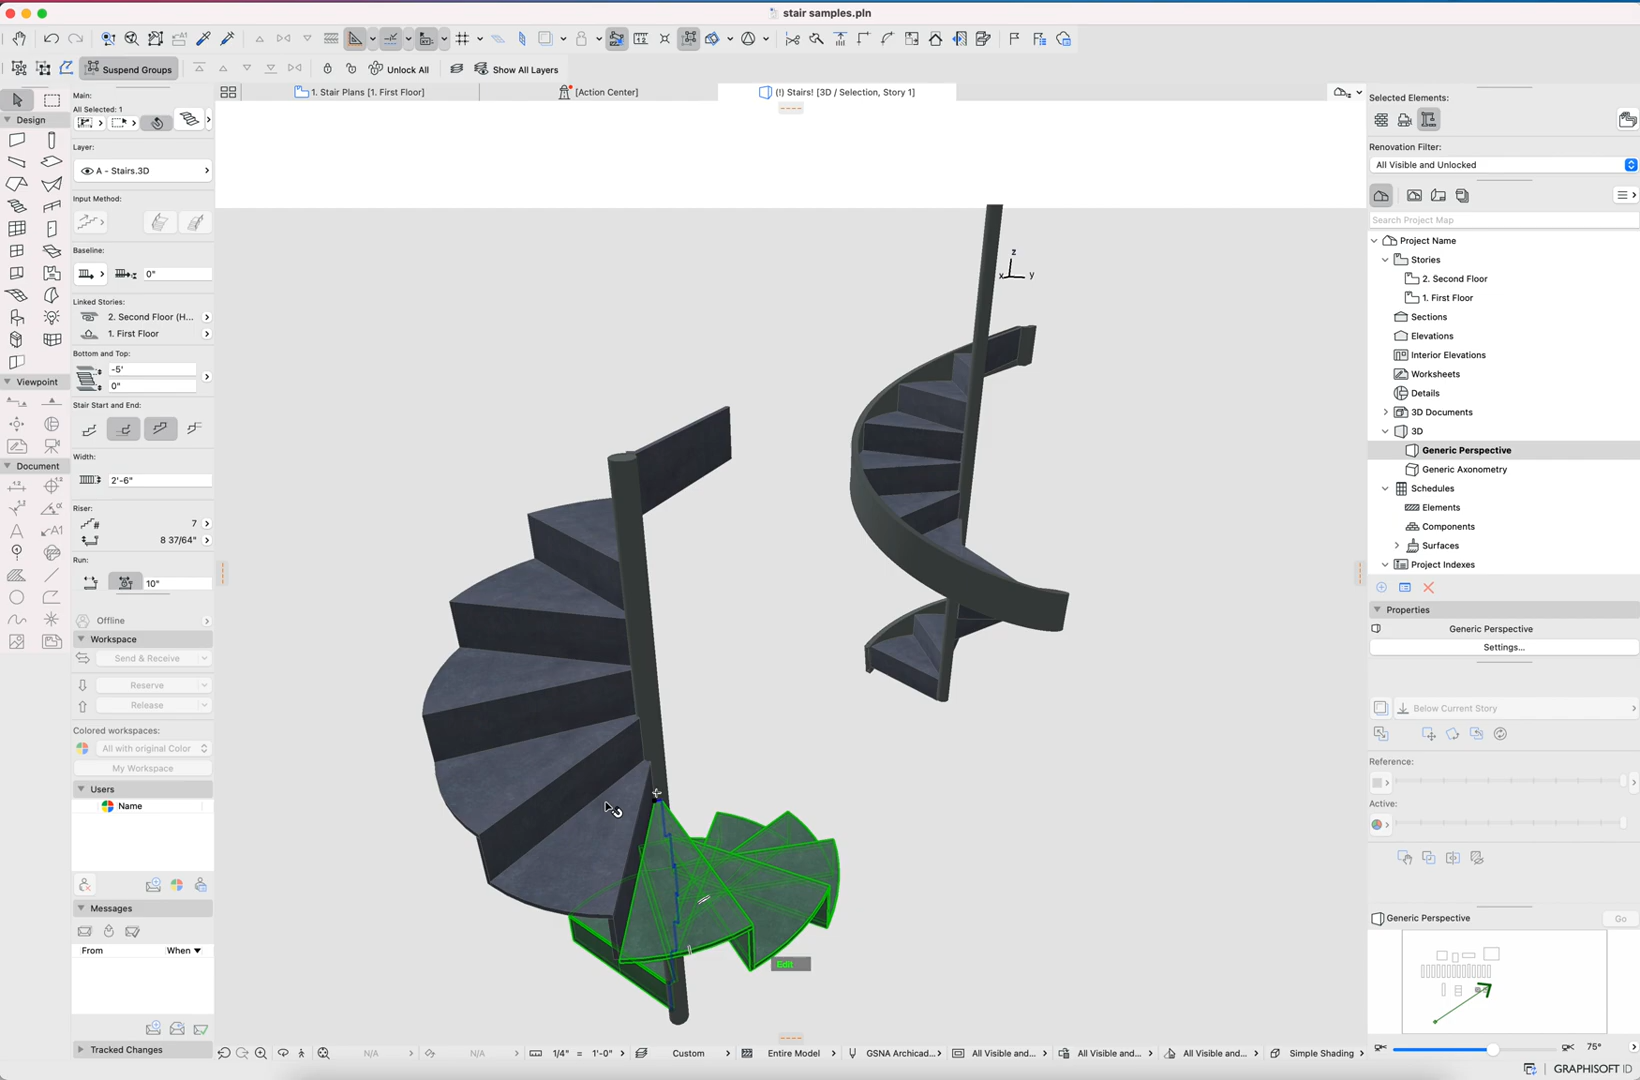 stair samples.pln
Suspend Groups
Unlock All
Show All Layers
1. Stair Plans [1. First Floor]
[Action Center]
(!) Stairs! [3D / Selection, Story 1]
Main:
All Selected: 1
Design
Layer:
A - Stairs.3D
Input Method:
Baseline:
0"
Linked Stories:
2. Second Floor (H...
1. First Floor
Bottom and Top:
-5'
0"
Viewpoint
Stair Start and End:
Document
Width:
2'-6"
Riser:
7
8 37/64"
Run:
10"
Offline
Workspace
Send & Receive
Reserve
Release
Colored workspaces:
All with original Color
My Workspace
Users
Name
Messages
From
When
Tracked Changes
z
x
y
Edit
N/A
N/A
1/4" = 1'-0"
Custom
Entire Model
GSNA Archicad...
All Visible and...
All Visible and...
All Visible and...
Simple Shading
Selected Elements:
Renovation Filter:
All Visible and Unlocked
Search Project Map
Project Name
Stories
2. Second Floor
1. First Floor
Sections
Elevations
Interior Elevations
Worksheets
Details
3D Documents
3D
Generic Perspective
Generic Axonometry
Schedules
Elements
Components
Surfaces
Project Indexes
Properties
Generic Perspective
Settings...
Below Current Story
Reference:
Active:
Generic Perspective
Go
75°
GRAPHISOFT ID